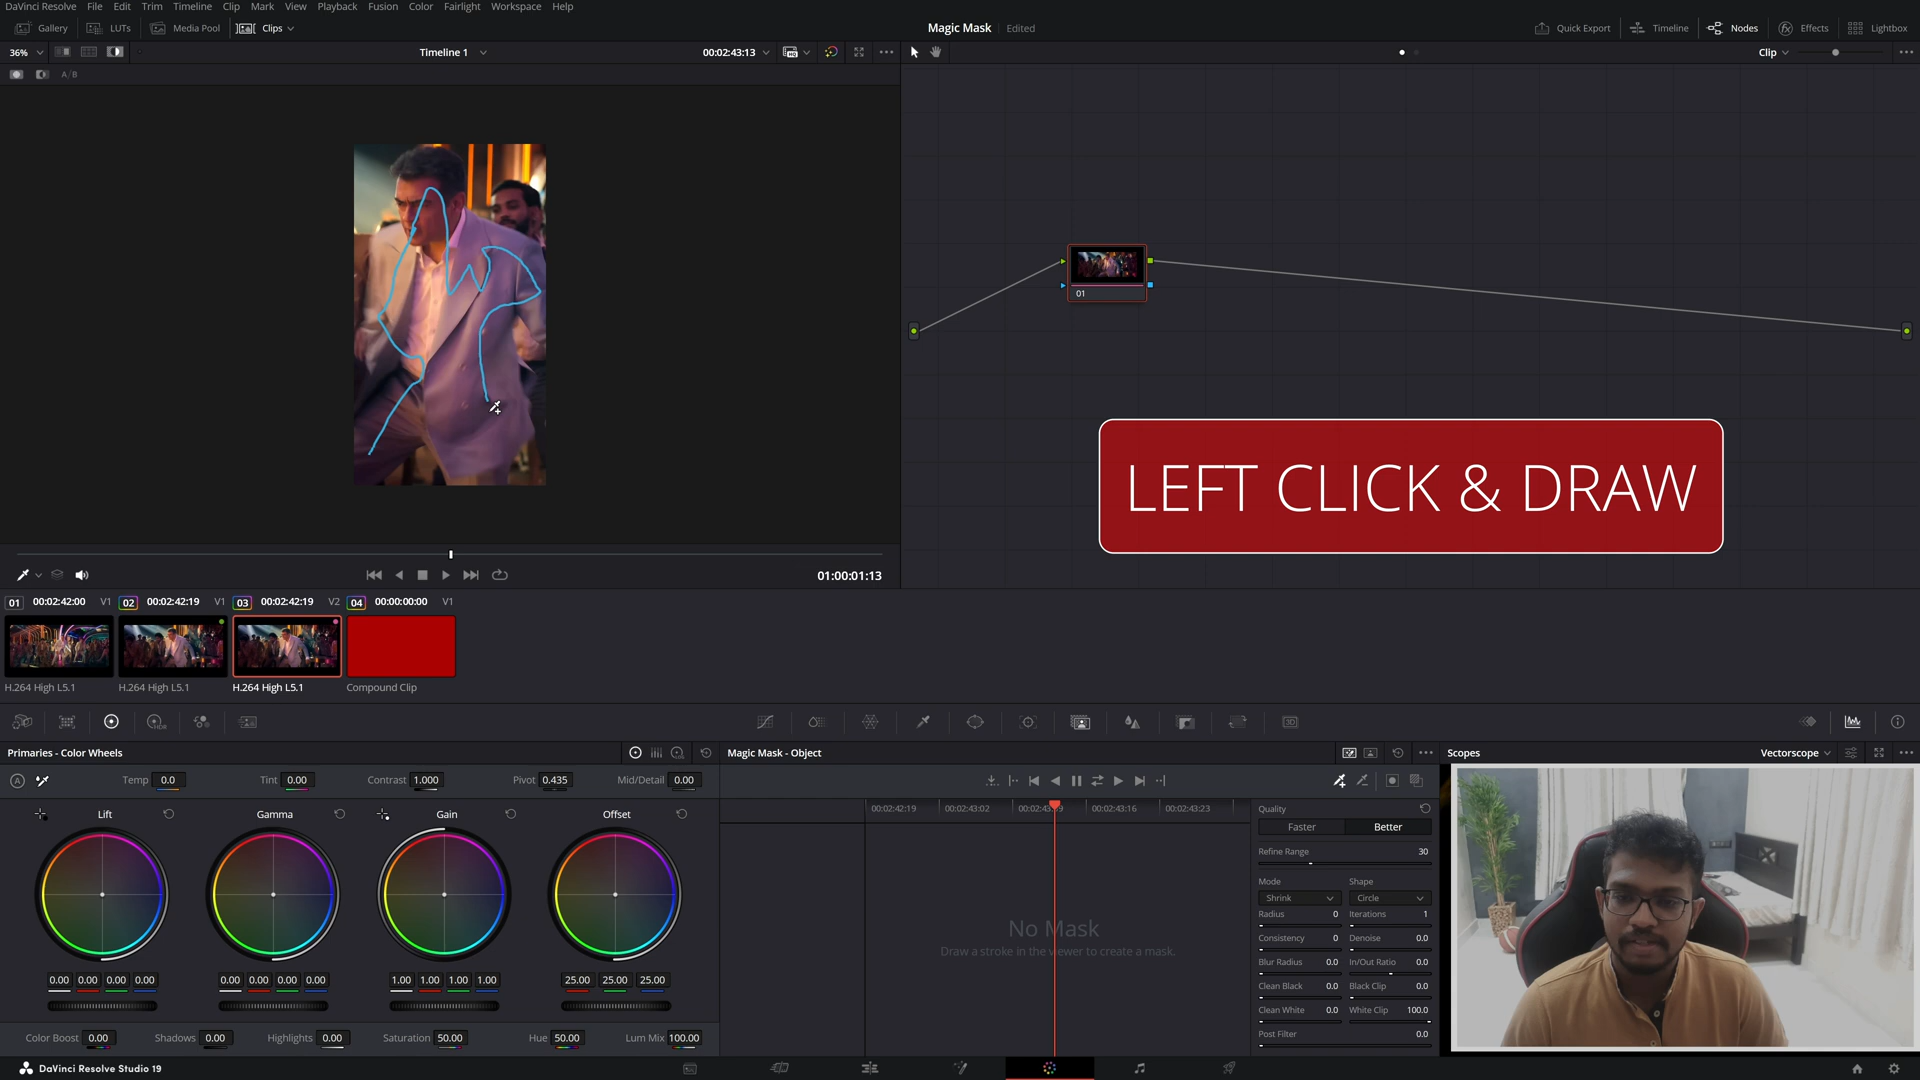 DaVinci Resolve File Edit Trim Timeline Clip Mark View Playback Fusion Color Fairlight Workspace Help
Gallery LUTs Media Pool Clips Magic Mask Edited Quick Export Timeline Nodes Effects Lightbox
36% Timeline 1 00:02:43:13 Clip
A/B
01
LEFT CLICK & DRAW
01:00:01:13
01 00:02:42:00 V1 02 00:02:42:19 V1 03 00:02:42:19 V2 04 00:00:00:00 V1
H.264 High L5.1 H.264 High L5.1 H.264 High L5.1 Compound Clip
Primaries - Color Wheels Magic Mask - Object Scopes Vectorscope
Temp 0.0 Tint 0.00 Contrast 1.000 Pivot 0.435 Mid/Detail 0.00
Lift Gamma Gain Offset
00:02:42:19 00:02:43:02 00:02:43:16 00:02:43:23
Quality
Faster Better
Refine Range 30
Mode Shape
Shrink Circle
Radius 0 Iterations 1
Consistency 0 Denoise 0.0
Blur Radius 0.0 In/Out Ratio 0.0
Clean Black 0.0 Black Clip 0.0
Clean White 0.0 White Clip 100.0
Post Filter 0.0
No Mask
Draw a stroke in the viewer to create a mask.
0.00 0.00 0.00 0.00 0.00 0.00 0.00 0.00 1.00 1.00 1.00 1.00 25.00 25.00 25.00
Color Boost 0.00 Shadows 0.00 Highlights 0.00 Saturation 50.00 Hue 50.00 Lum Mix 100.00
DaVinci Resolve Studio 19